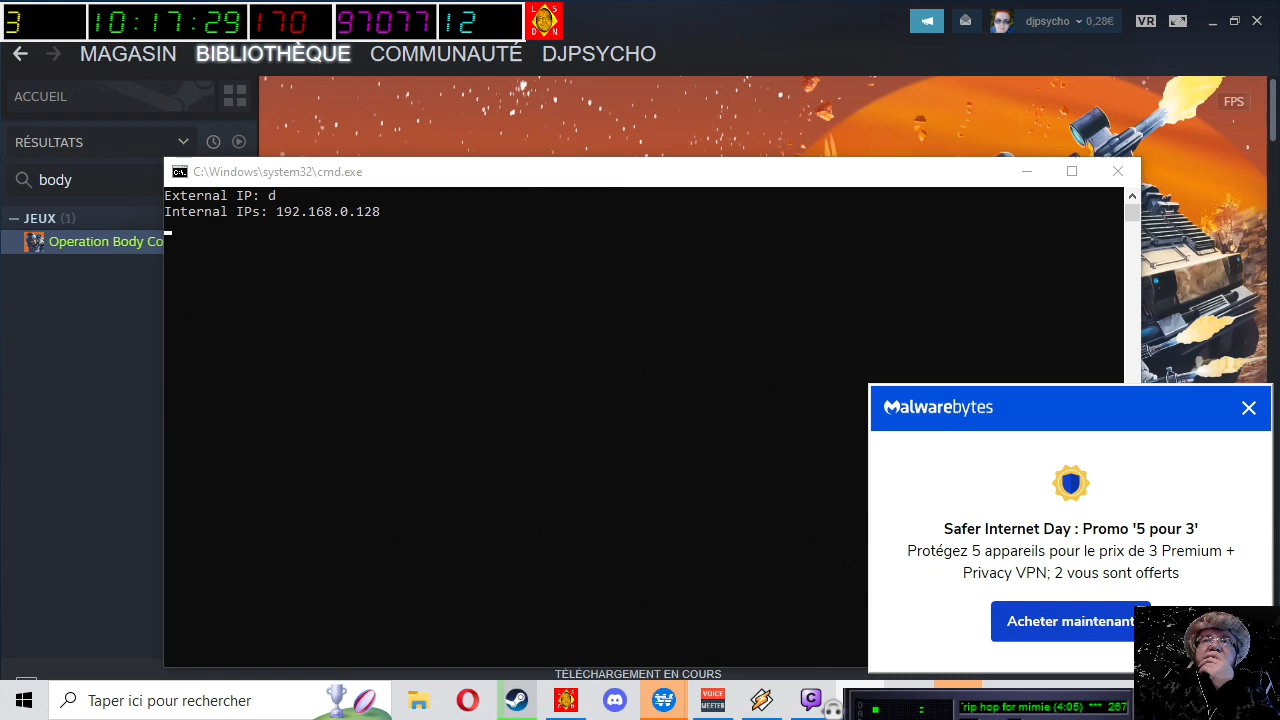 3 10:17:29 170 97077 12 L S D N
djpsycho 0,28€ VR
MAGASIN BIBLIOTHÈQUE COMMUNAUTÉ DJPSYCHO
ACCUEIL
FPS
RÉSULTATS
body
C:\Windows\system32\cmd.exe
External IP: d
Internal IPs: 192.168.0.128
JEUX (1)
Operation Body Co
Malwarebytes
Safer Internet Day : Promo '5 pour 3'
Protégez 5 appareils pour le prix de 3 Premium +
Privacy VPN; 2 vous sont offerts
Acheter maintenant
TÉLÉCHARGEMENT EN COURS
Taper ici pour rechercher
VOICE
MEETER
rip hop for mimie (4:05) *** 267